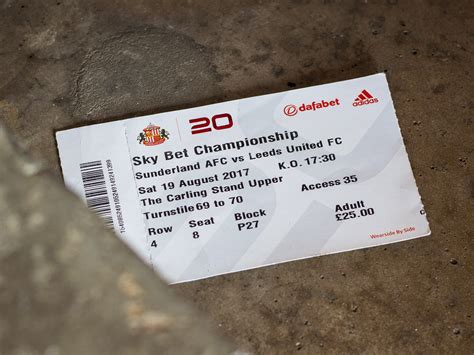 20
dafabet
adidas
Sky Bet Championship
Sunderland AFC vs Leeds United FC
Sat 19 August 2017 K.O. 17:30
The Carling Stand Upper
Turnstile 69 to 70 Access 35
Row Seat Block Adult
4 8 P27 £25.00
Wearside By Side